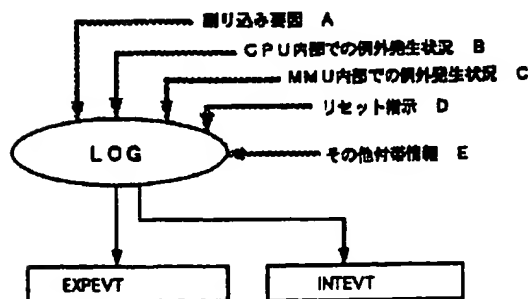 割り込み要因 A
CPU内部での例外発生状況 B
MMU内部での例外発生状況 C
リセット指示 D
その他付帯情報 E
LOG
EXPEVT
INTEVT